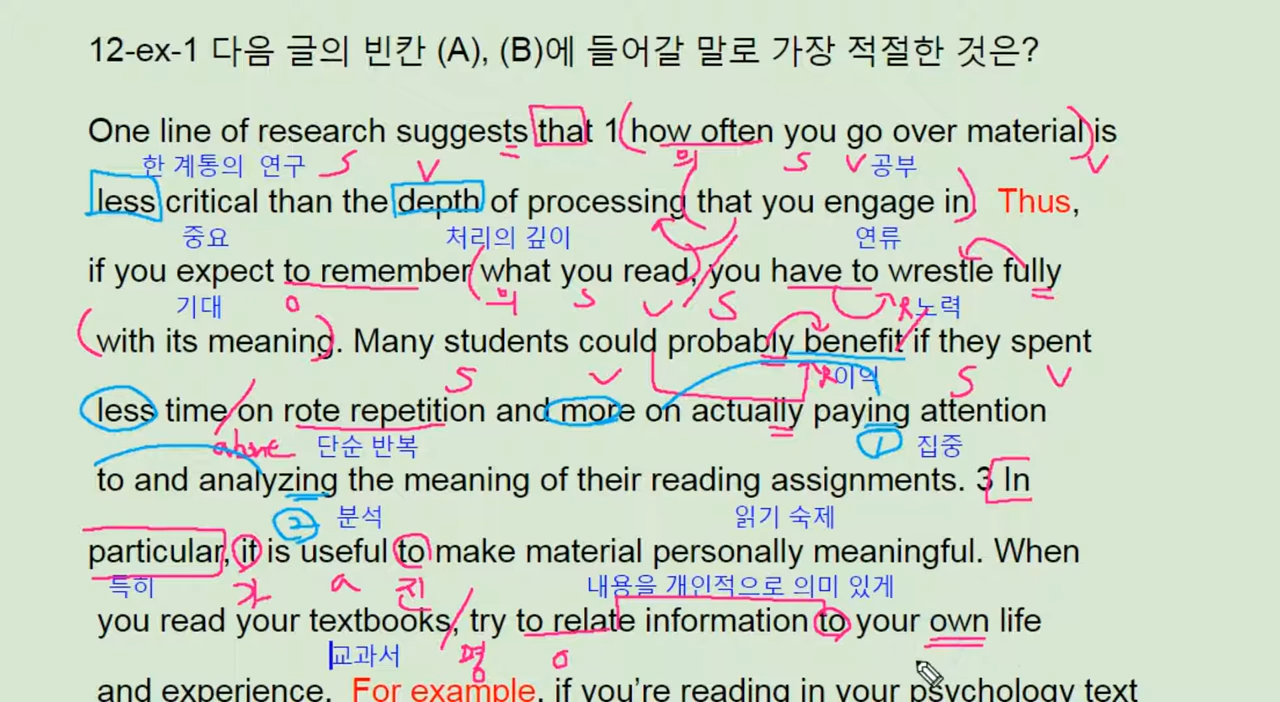 12-ex-1 다음 글의 빈칸 (A), (B)에 들어갈 말로 가장 적절한 것은?
One line of research suggests that 1 (how often you go over material) is
한 계통의 연구 S V 의 S V 공부 V
less critical than the depth of processing that you engage in) Thus,
중요 처리의 깊이 연류
if you expect to remember (what you read), you have to wrestle fully
기대 o 의 S V S R 노력
(with its meaning). Many students could probably benefit if they spent
S V R 이익 S V
less time on rote repetition and more on actually paying attention
단순 반복 1 집중
to and analyzing the meaning of their reading assignments. 3 In
2 분석 읽기 숙제
particular, it is useful to make material personally meaningful. When
특히 가 a 진 내용을 개인적으로 의미 있게
you read your textbooks, try to relate information to your own life
교과서 명 o
and experience. For example, if you’re reading in your psychology text